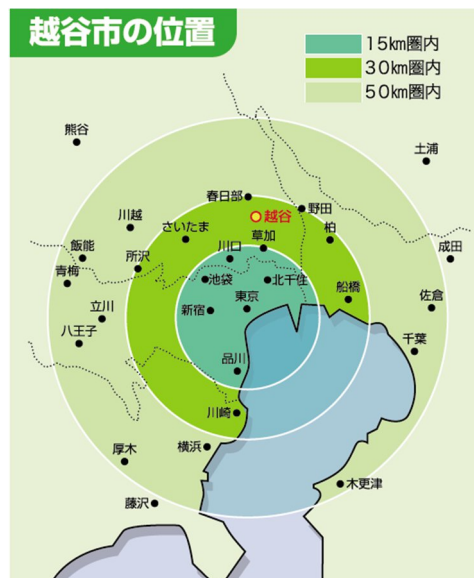 越谷市の位置
15km圏内
30km圏内
50km圏内
熊谷
土浦
春日部
野田
越谷
川越
さいたま
柏
草加
川口
飯能
所沢
成田
青梅
池袋
北千住
船橋
佐倉
立川
新宿
東京
八王子
千葉
品川
川崎
横浜
厚木
木更津
藤沢